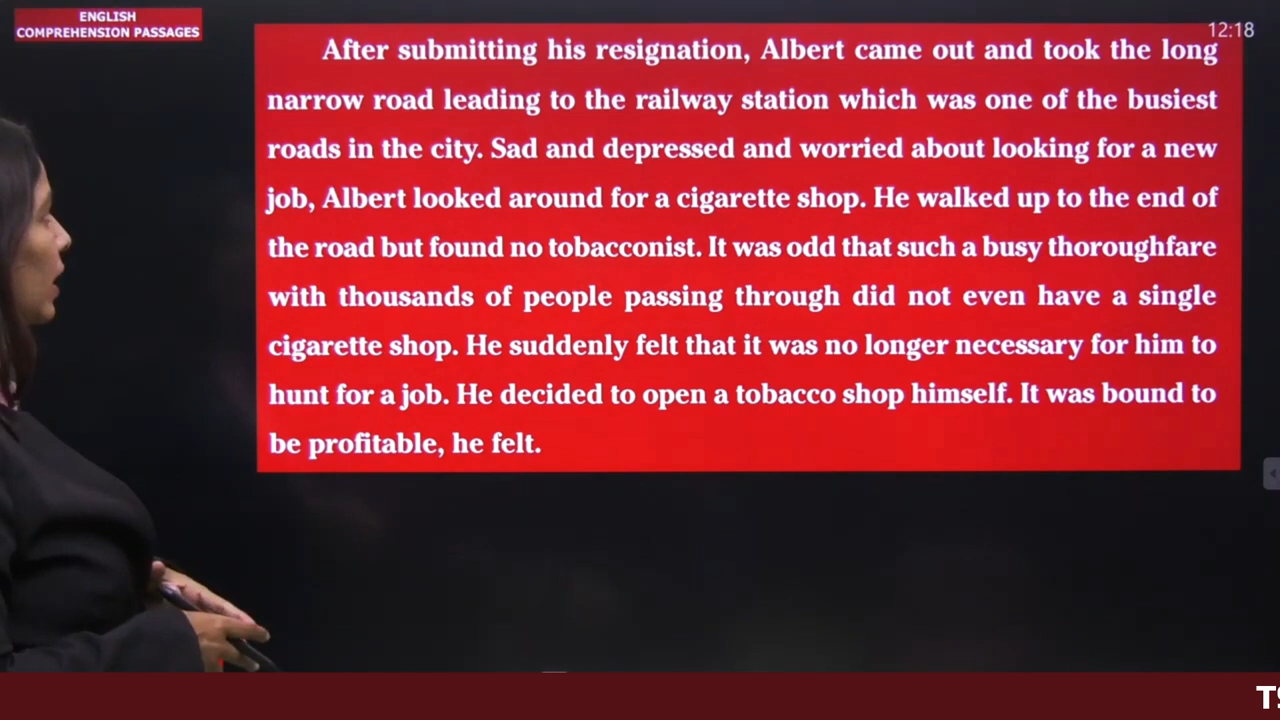 ENGLISH
COMPREHENSION PASSAGES
12:18
After submitting his resignation, Albert came out and took the long
narrow road leading to the railway station which was one of the busiest
roads in the city. Sad and depressed and worried about looking for a new
job, Albert looked around for a cigarette shop. He walked up to the end of
the road but found no tobacconist. It was odd that such a busy thoroughfare
with thousands of people passing through did not even have a single
cigarette shop. He suddenly felt that it was no longer necessary for him to
hunt for a job. He decided to open a tobacco shop himself. It was bound to
be profitable, he felt.